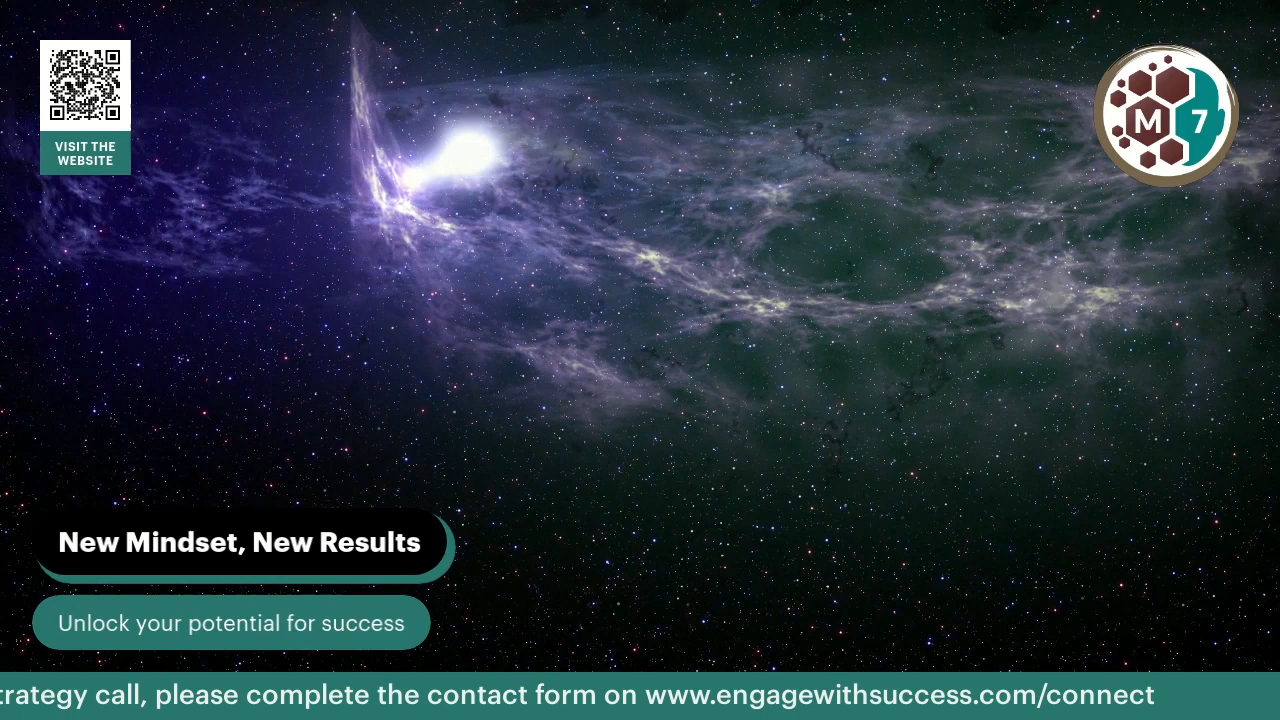 VISIT THE
WEBSITE
M 7
New Mindset, New Results
Unlock your potential for success
trategy call, please complete the contact form on www.engagewithsuccess.com/connect